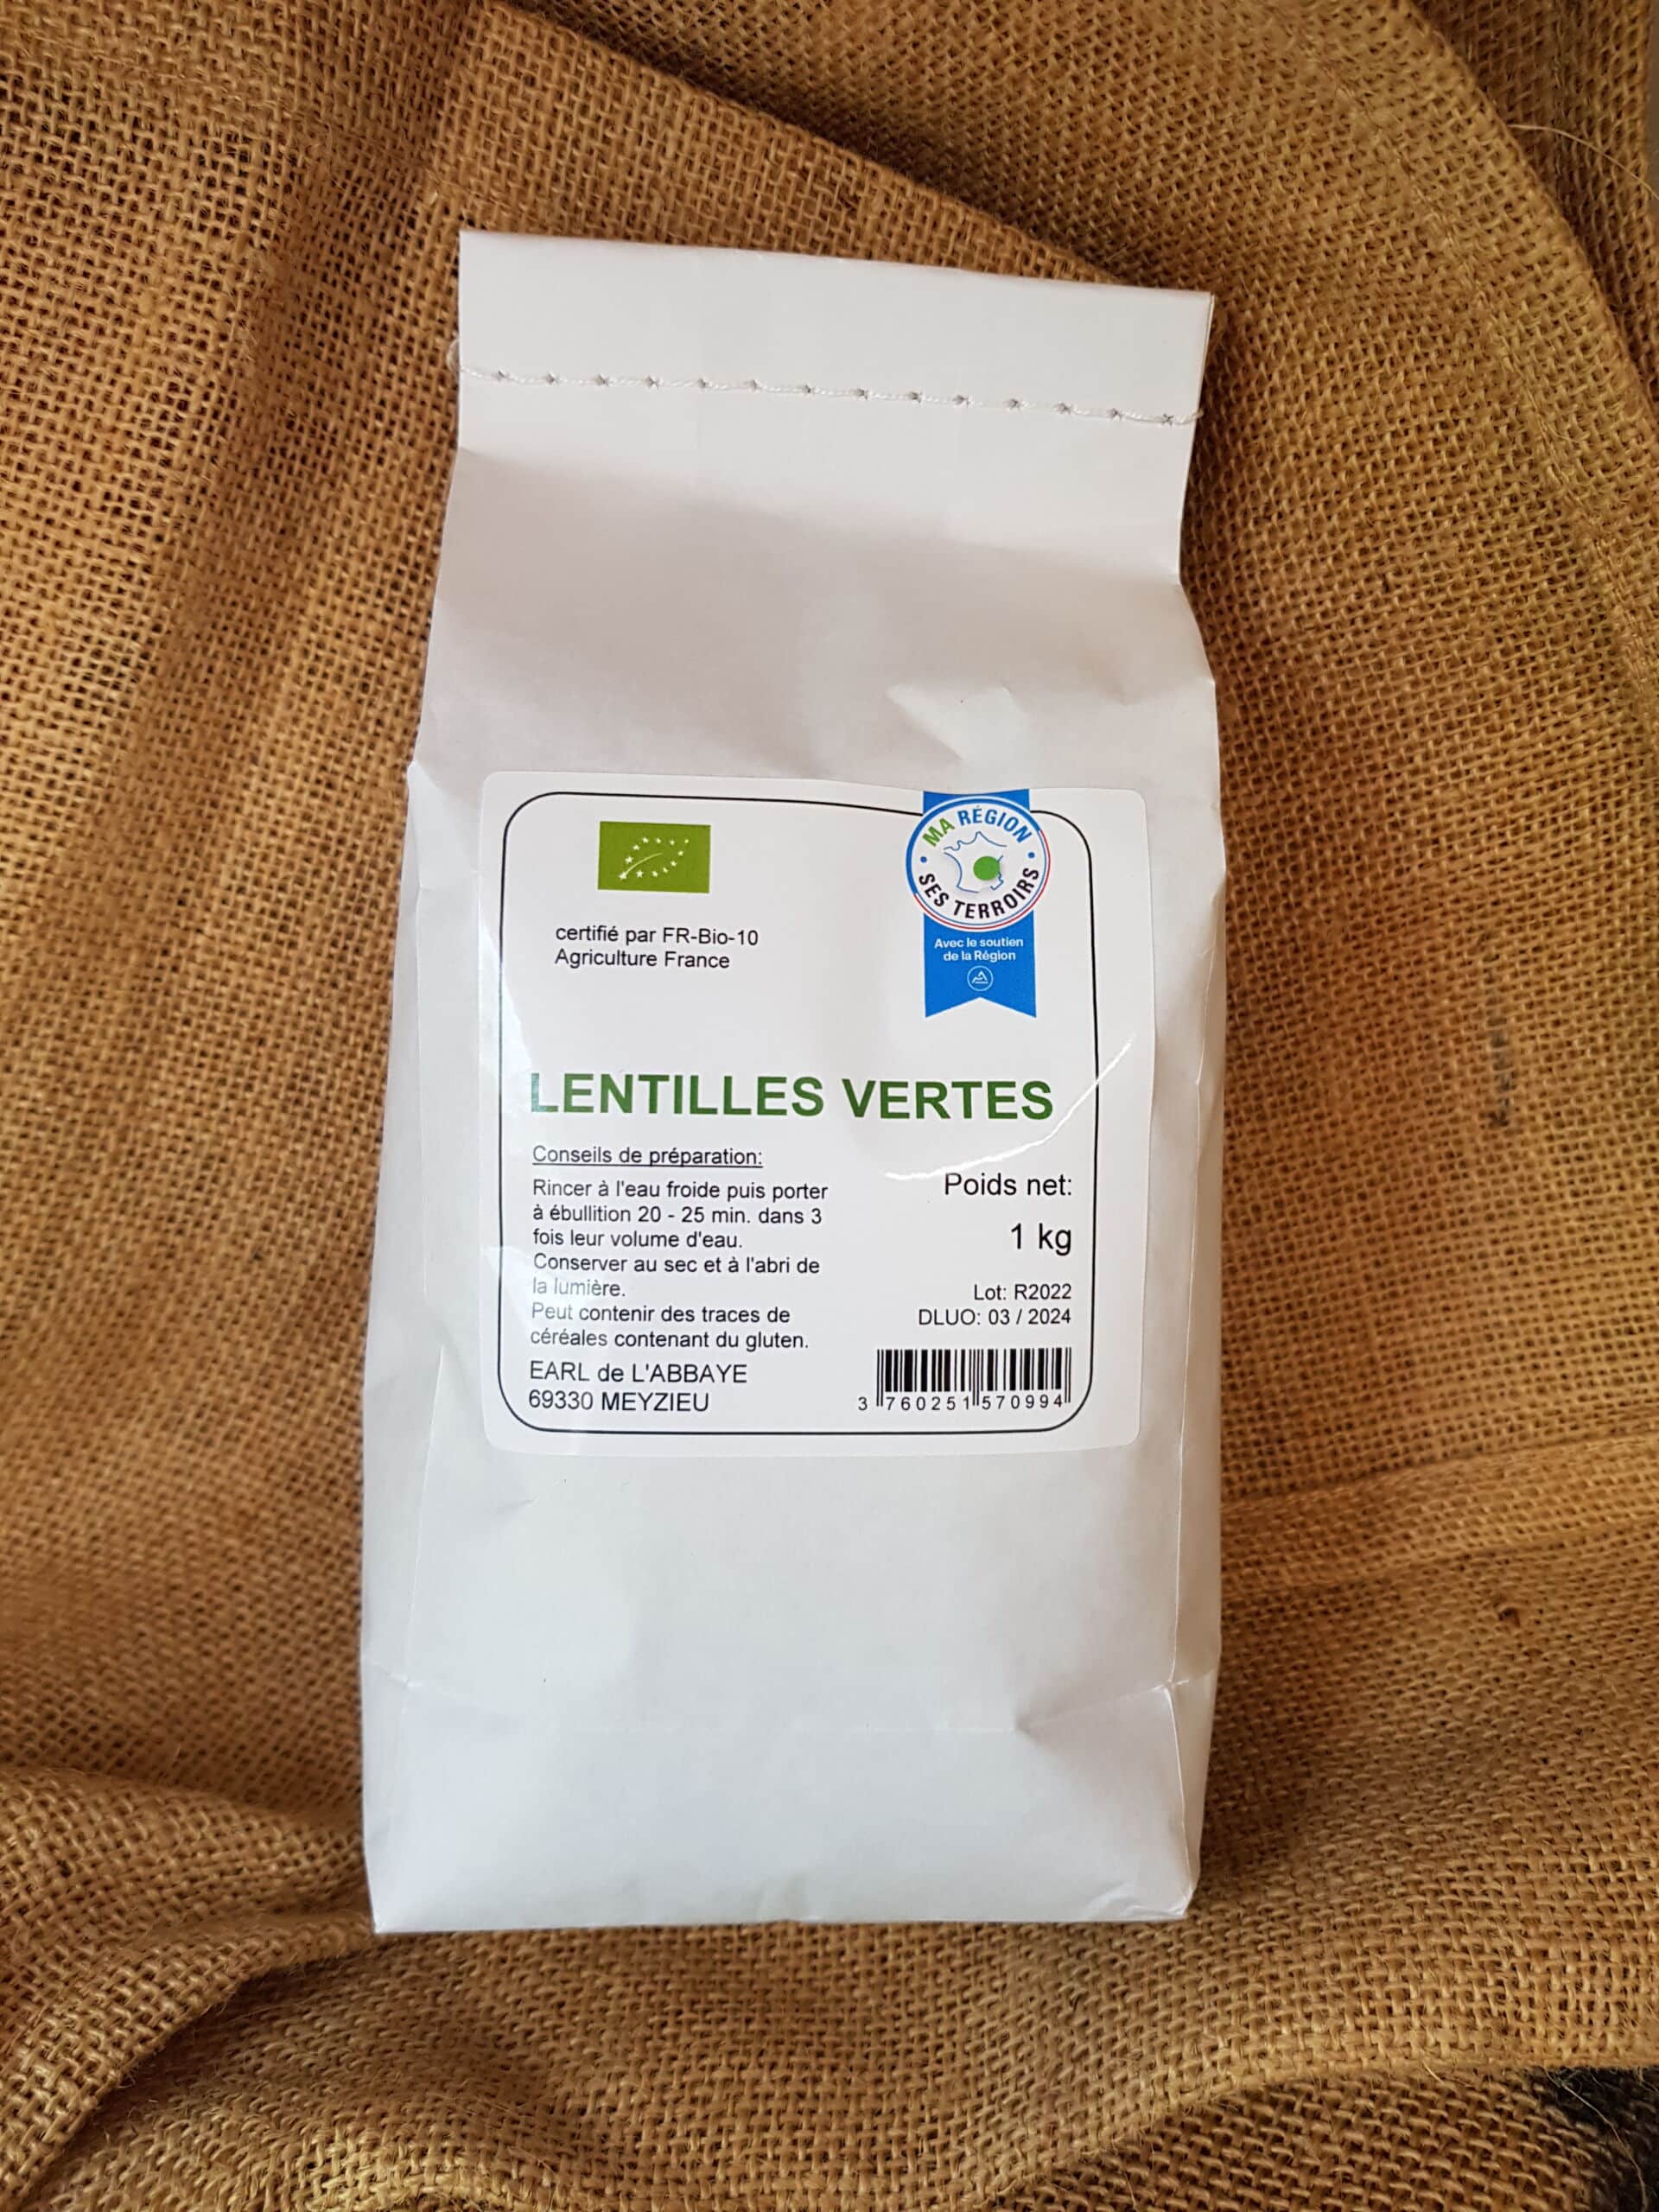 MA RÉGION
SES TERROIRS
Avec le soutien
de la Région
certifié par FR-Bio-10
Agriculture France
LENTILLES VERTES
Conseils de préparation:
Rincer à l'eau froide puis porter
à ébullition 20 - 25 min. dans 3
fois leur volume d'eau.
Conserver au sec et à l'abri de
la lumière.
Peut contenir des traces de
céréales contenant du gluten.
EARL de L'ABBAYE
69330 MEYZIEU
Poids net:
1 kg
Lot: R2022
DLUO: 03 / 2024
3 760251 570994